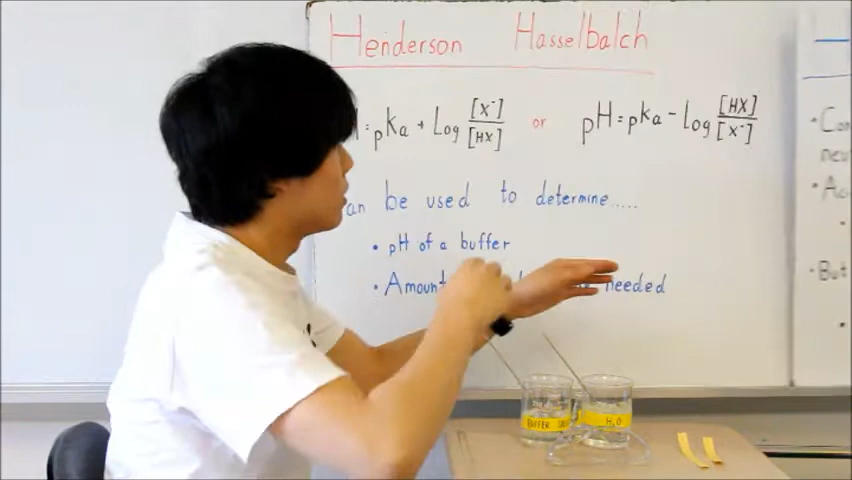 Henderson Hasselbalch
= pKa + Log [X⁻]/[HX] or pH = pKa - Log [HX]/[X⁻]
be used to determine.....
• pH of a buffer
• Amount needed
BUFFER
H₂O